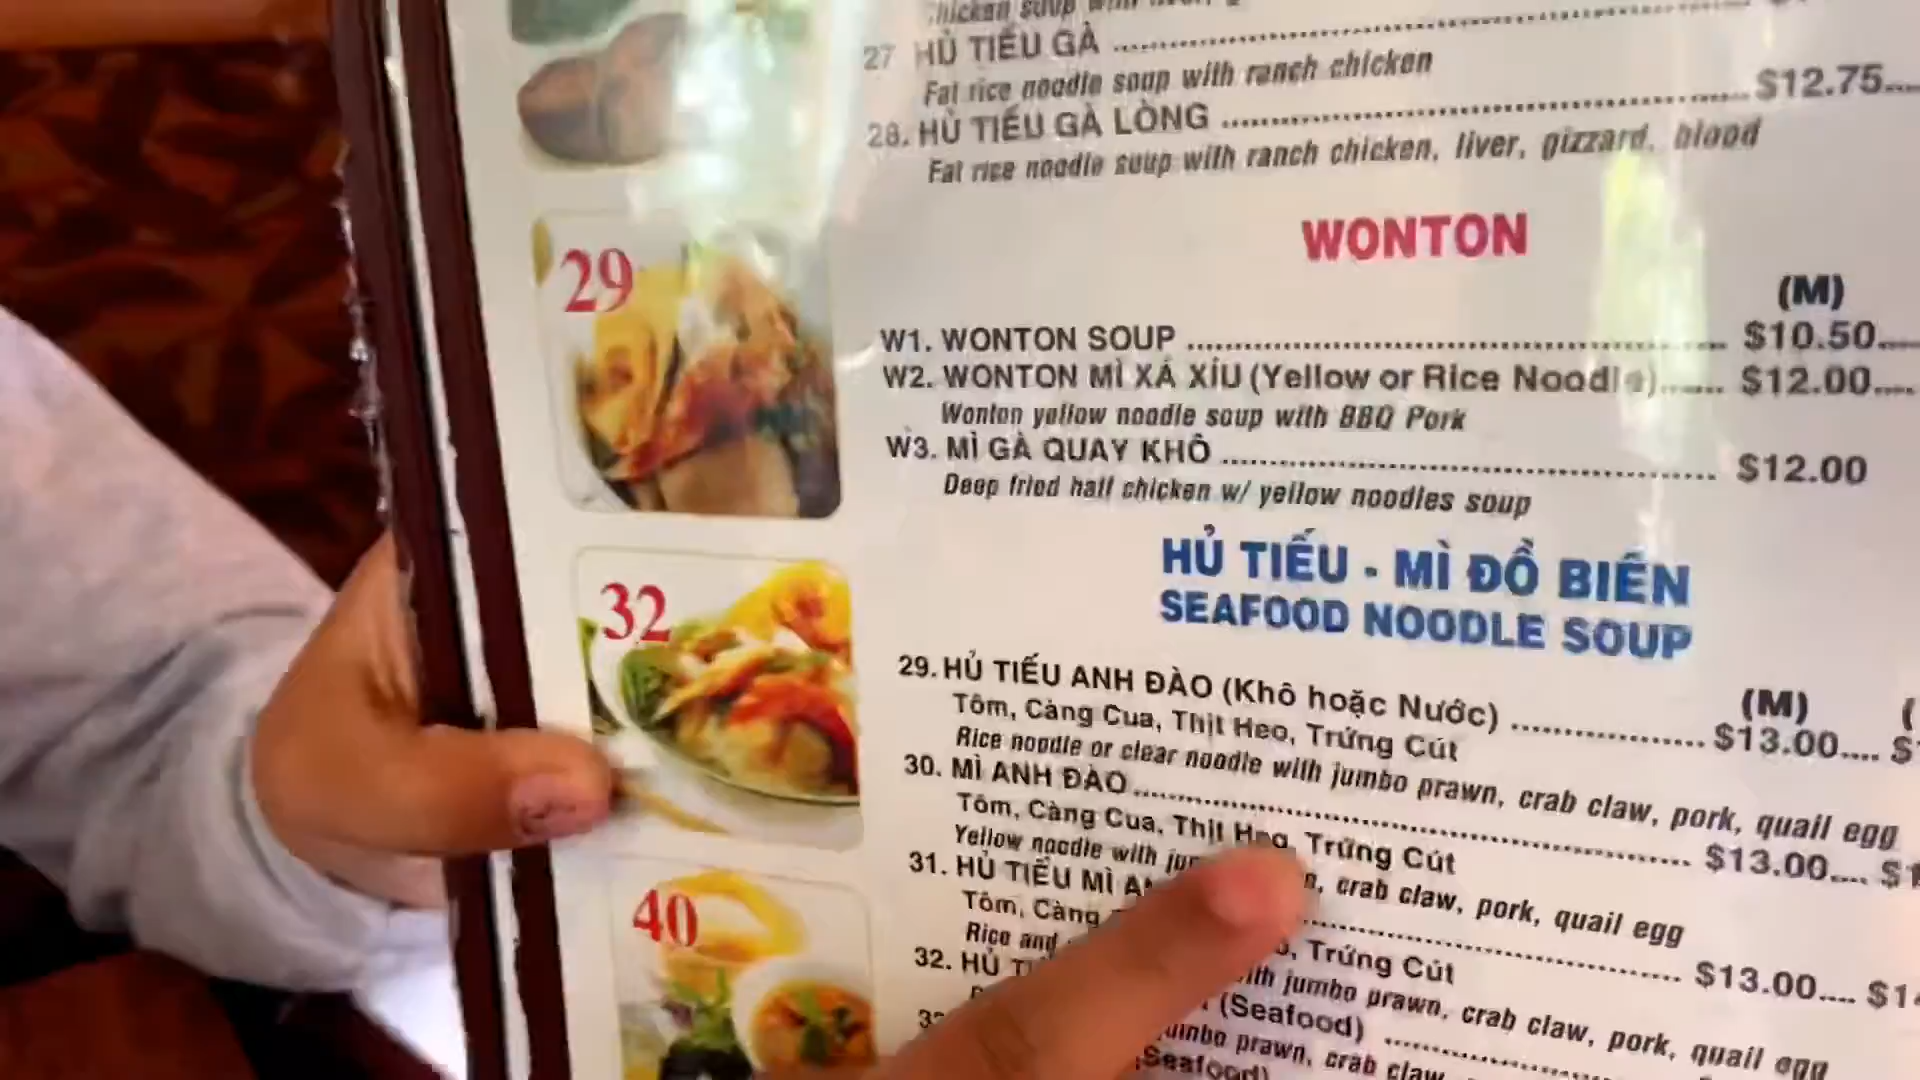 27 HỦ TIẾU GÀ
Fat rice noodle soup with ranch chicken
28. HỦ TIẾU GÀ LÒNG ..... $12.75....
Fat rice noodle soup with ranch chicken, liver, gizzard, blood
WONTON
(M)
W1. WONTON SOUP ..... $10.50....
W2. WONTON MÌ XÁ XÍU (Yellow or Rice Noodle) ..... $12.00....
Wonton yellow noodle soup with BBQ Pork
W3. MÌ GÀ QUAY KHÔ ..... $12.00
Deep fried half chicken w/ yellow noodles soup
HỦ TIẾU - MÌ ĐỒ BIỂN
SEAFOOD NOODLE SOUP
(M)
29. HỦ TIẾU ANH ĐÀO (Khô hoặc Nước) ..... $13.00....
Tôm, Càng Cua, Thịt Heo, Trứng Cút
Rice noodle or clear noodle with jumbo prawn, crab claw, pork, quail egg
30. MÌ ANH ĐÀO ..... $13.00....
Tôm, Càng Cua, Thịt Heo, Trứng Cút
Yellow noodle with crab claw, pork, quail egg
31. HỦ TIẾU MÌ ..... $13.00....
Tôm, Càng Trứng Cút
Rice and jumbo prawn, crab claw, pork, quail egg
32. HỦ (Seafood)
prawn, crab claw
(Seafood)
29
32
40